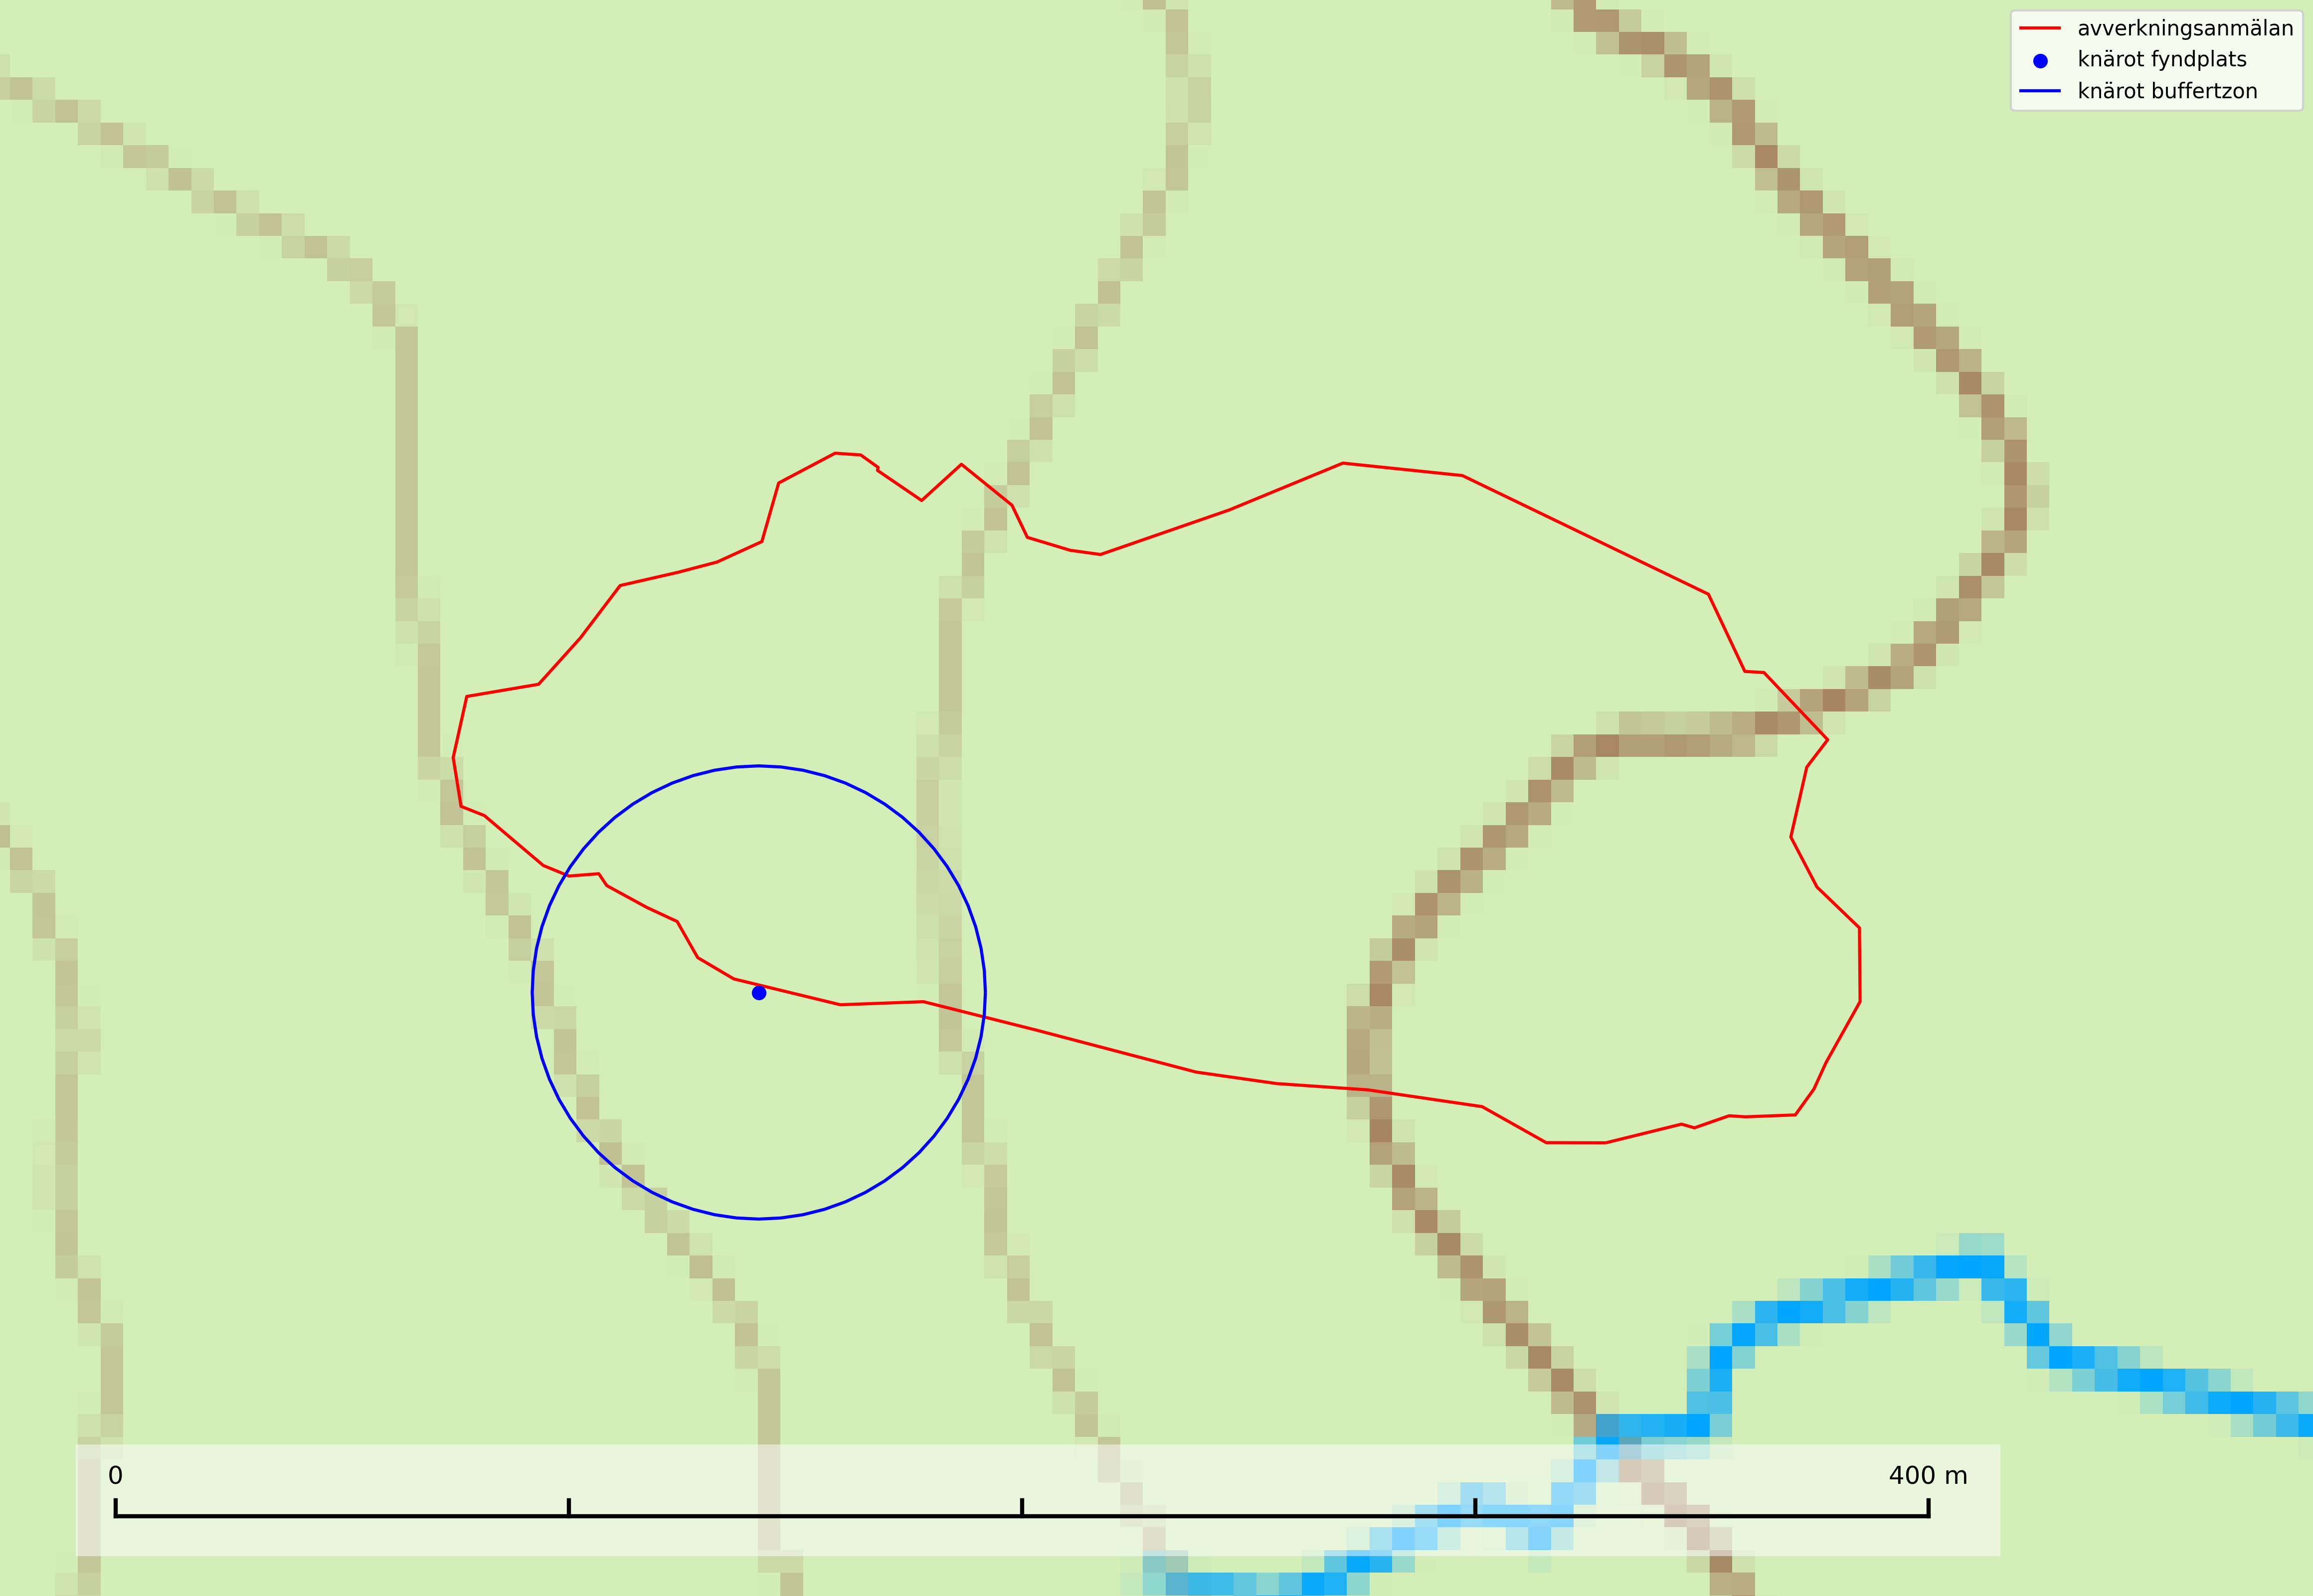 avverkningsanmälan
knärot fyndplats
knärot buffertzon
0
400 m